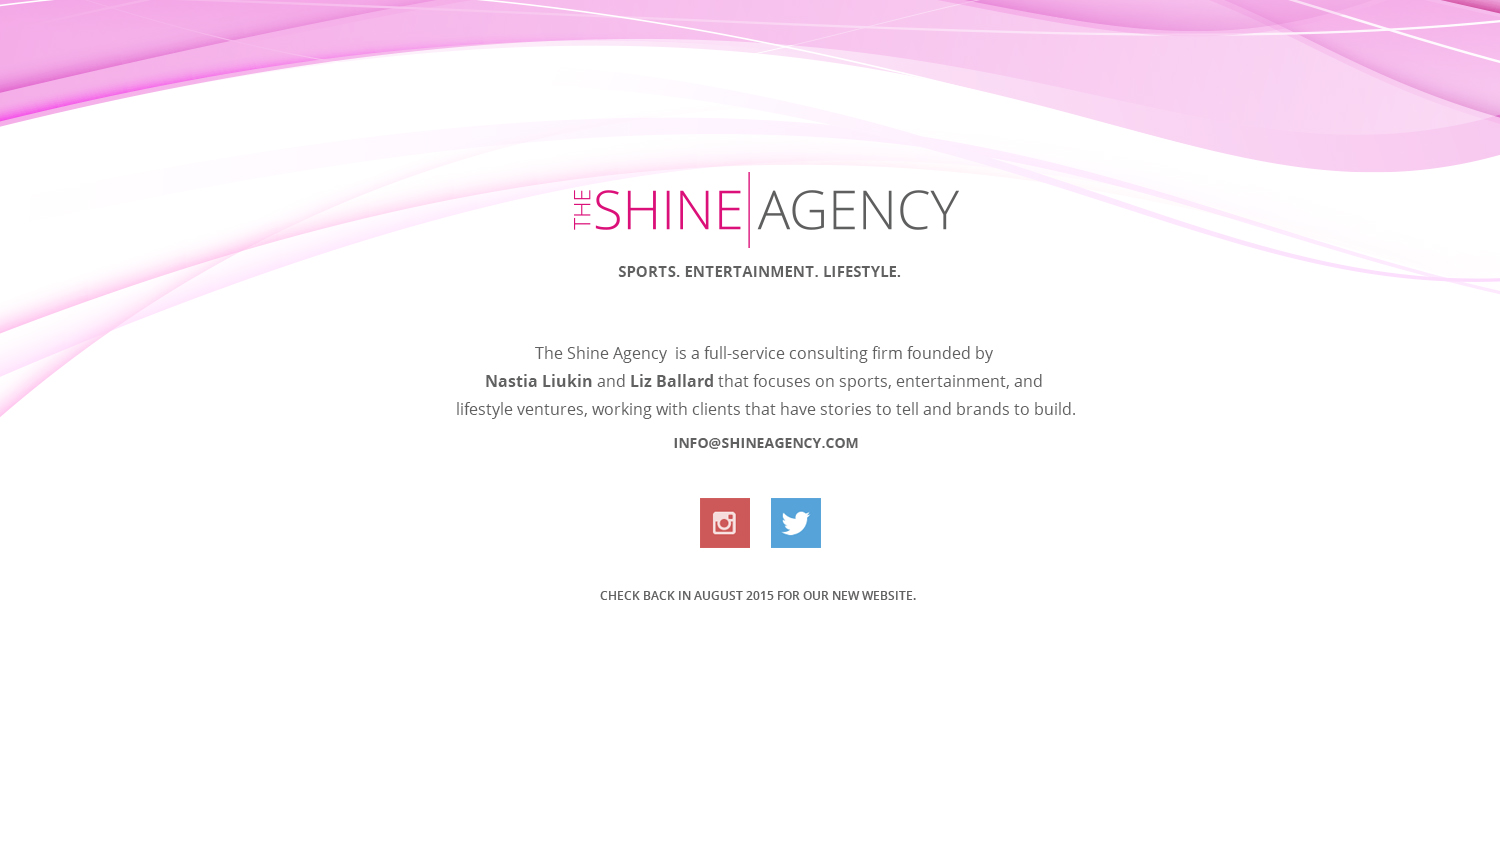 THE SHINE AGENCY
SPORTS. ENTERTAINMENT. LIFESTYLE.
The Shine Agency  is a full-service consulting firm founded by
Nastia Liukin and Liz Ballard that focuses on sports, entertainment, and
lifestyle ventures, working with clients that have stories to tell and brands to build.
INFO@SHINEAGENCY.COM
CHECK BACK IN AUGUST 2015 FOR OUR NEW WEBSITE.